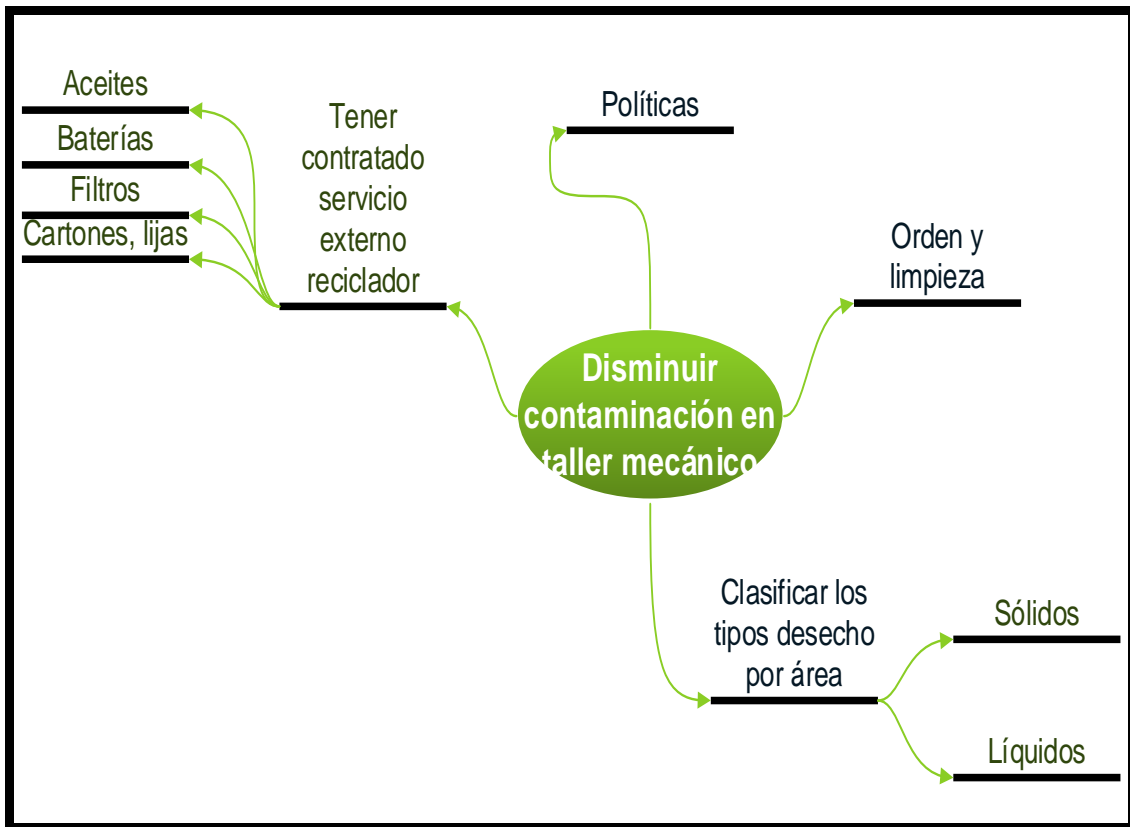 Aceites
Baterías
Filtros
Cartones, lijas
Tener
contratado
servicio
externo
reciclador
Políticas
Orden y
limpieza
Disminuir
contaminación en
taller mecánico
Clasificar los
tipos desecho
por área
Sólidos
Líquidos